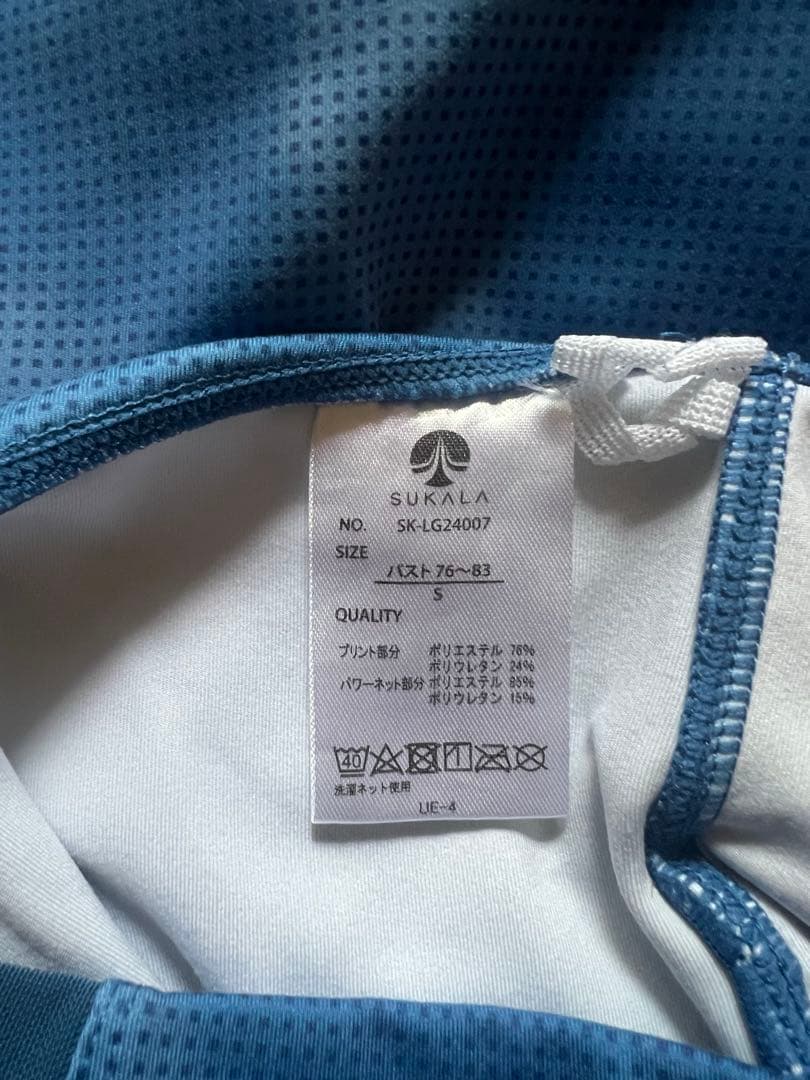 SUKALA
NO. SK-LG24007
SIZE
バスト 76〜83
S
QUALITY
プリント部分 ポリエステル 76%
ポリウレタン 24%
パワーネット部分 ポリエステル 85%
ポリウレタン 15%
40
洗濯ネット使用
UE-4